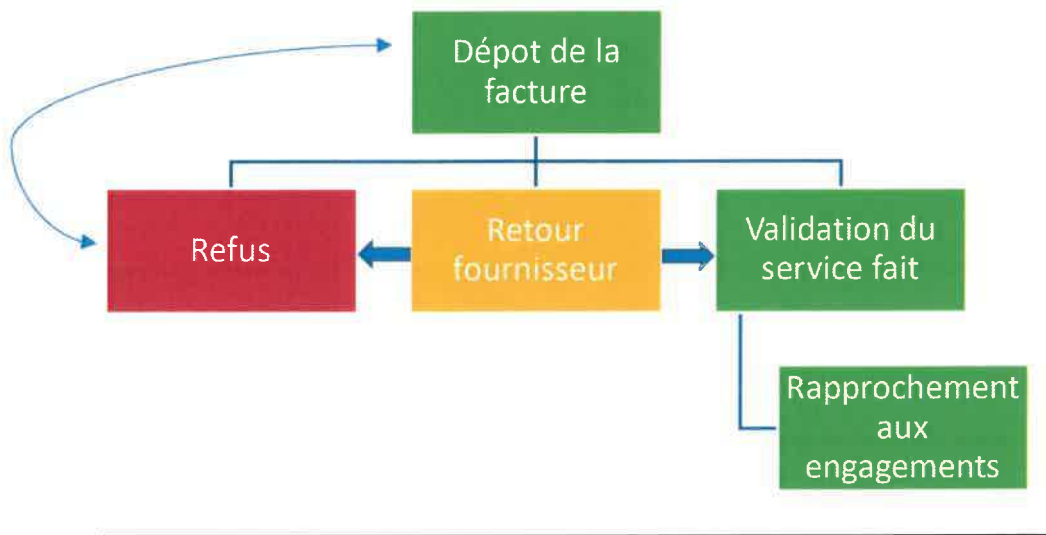 Dépot de la
facture
Refus
Retour
fournisseur
Validation du
service fait
Rapprochement
aux
engagements